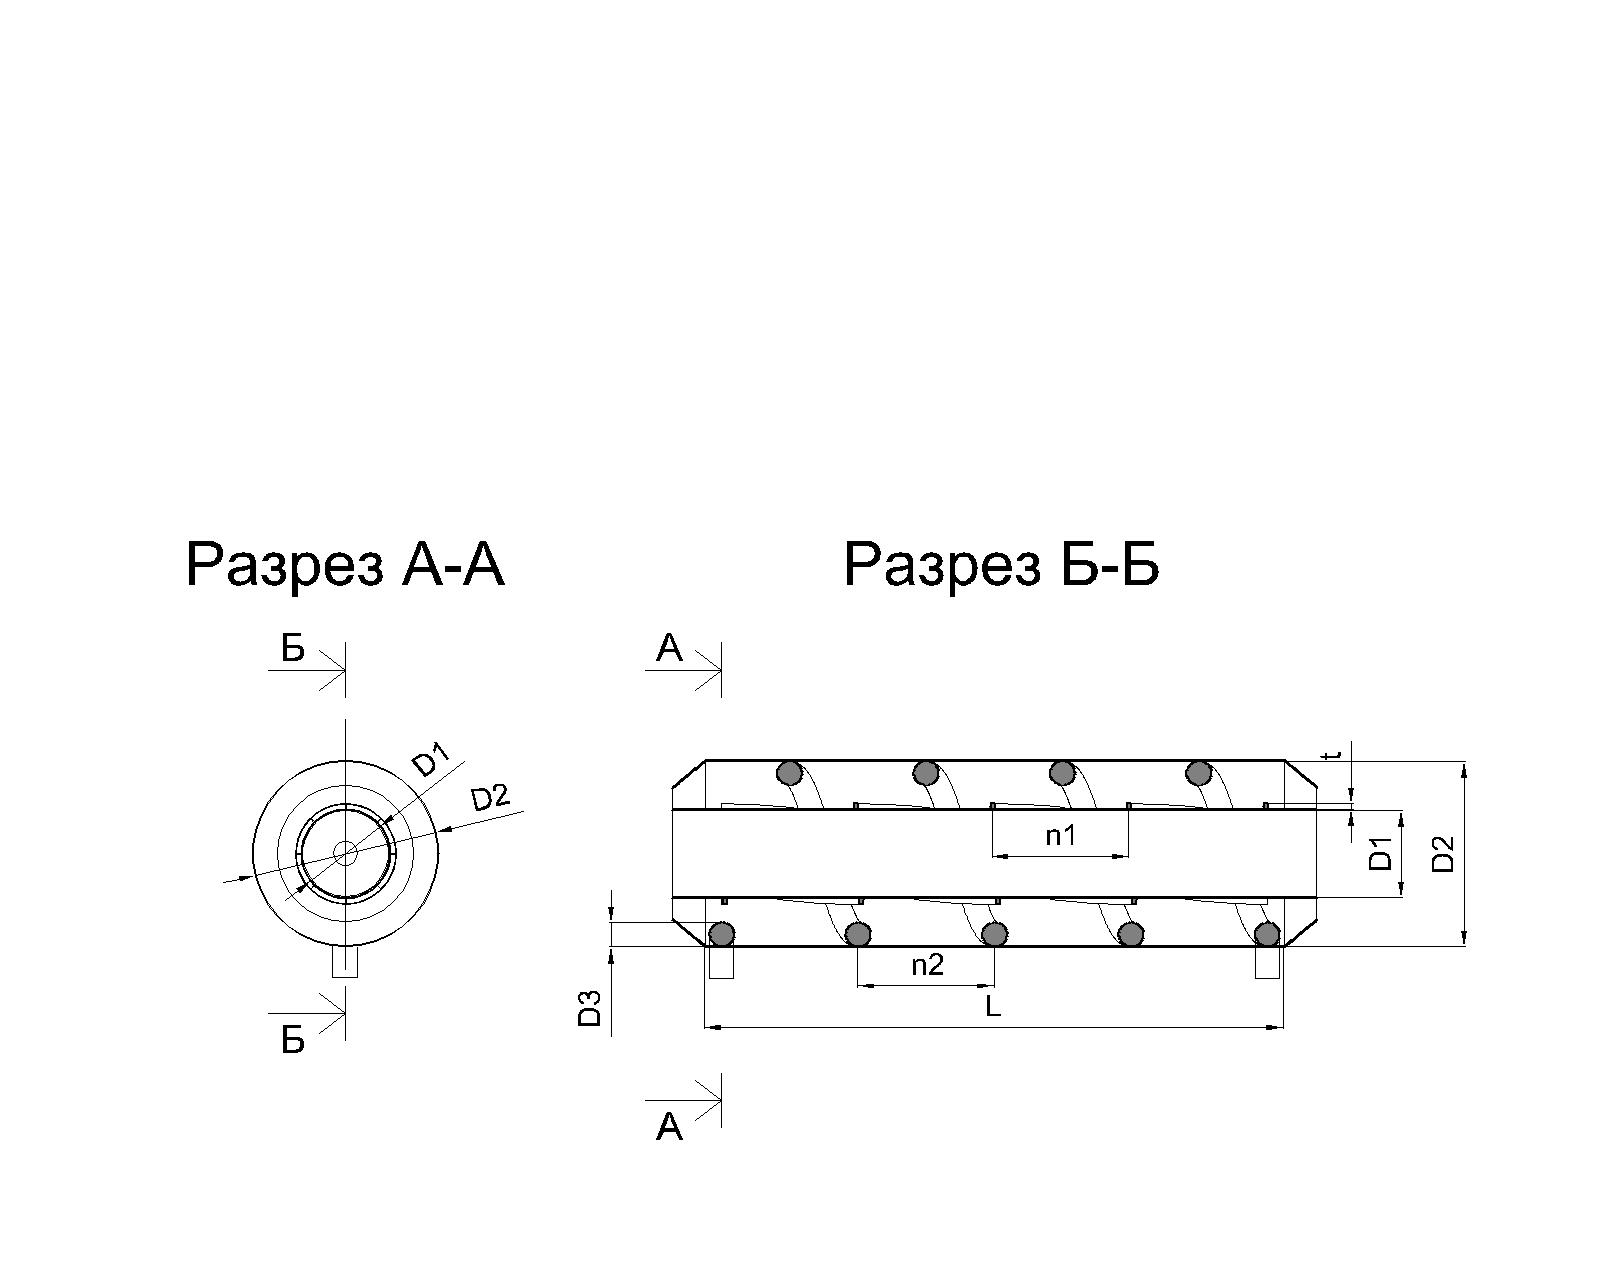 Разрез А-А
Разрез Б-Б
Б
А
D1
D2
t
n1
D1
D2
n2
D3
L
Б
А